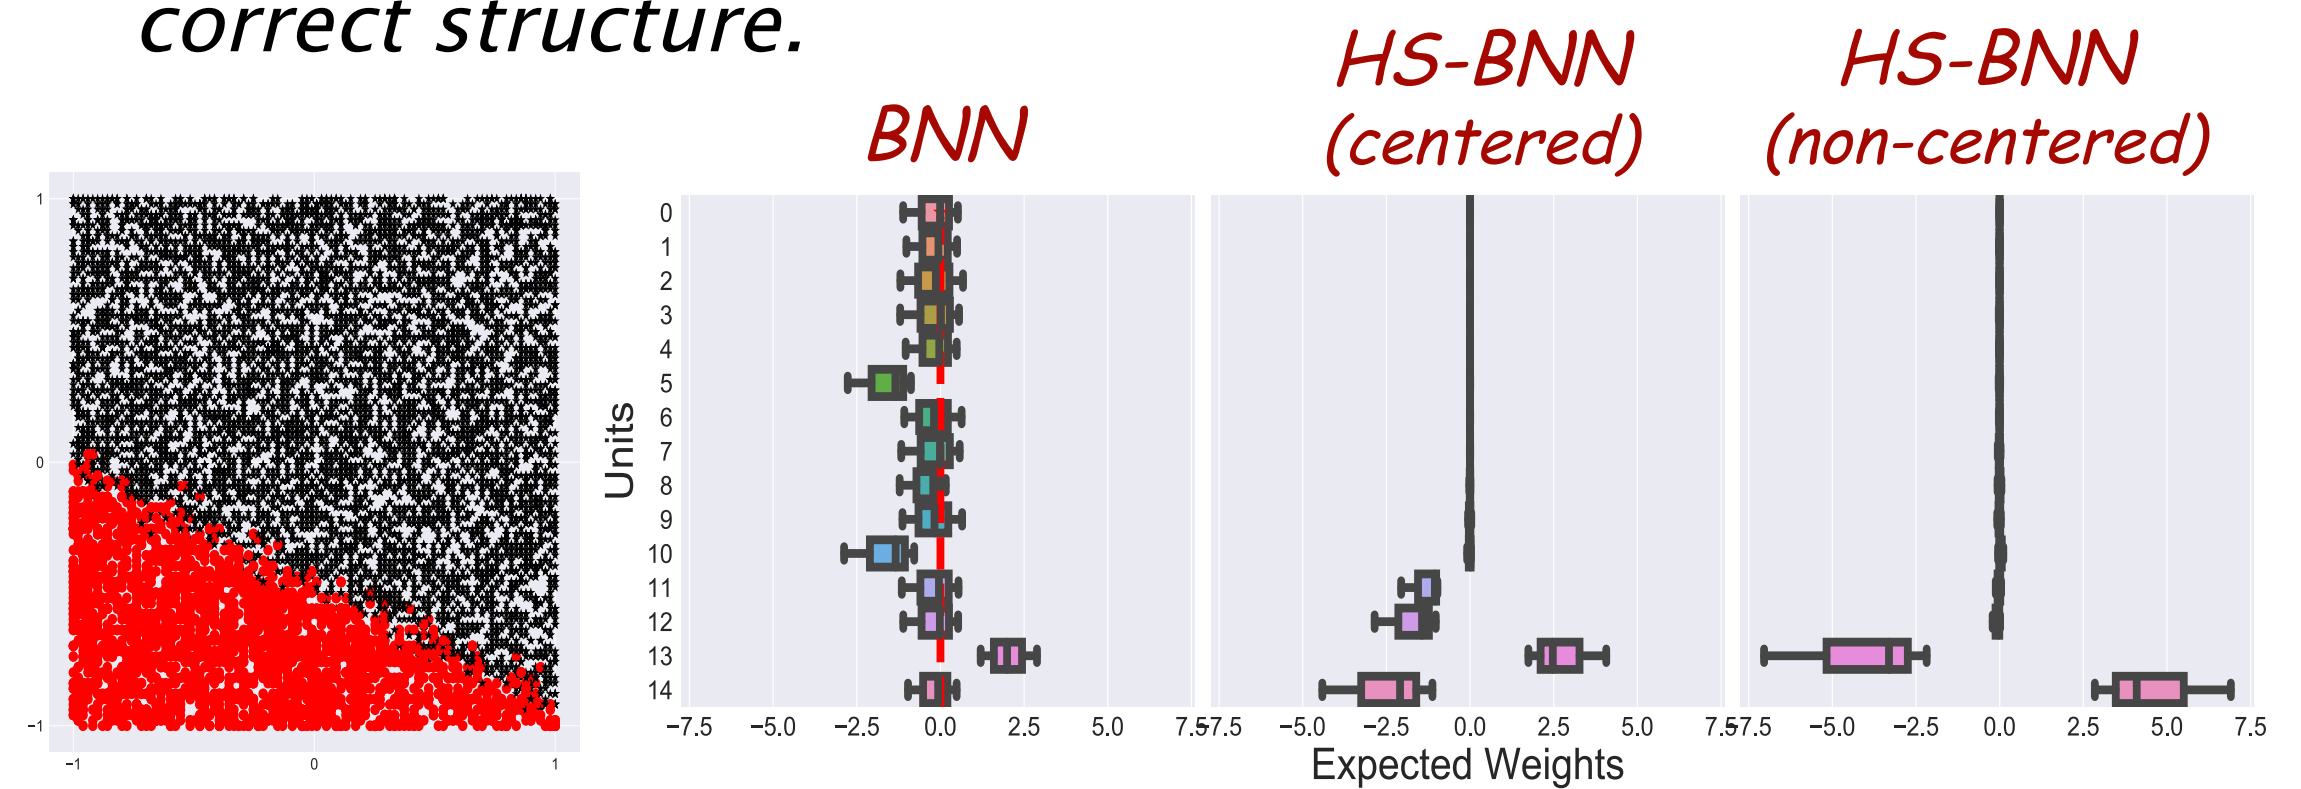 correct structure.
BNN
HS-BNN
(centered)
HS-BNN
(non-centered)
1
0
−1
−1
0
1
Units
0
1
2
3
4
5
6
7
8
9
10
11
12
13
14
−7.5 −5.0 −2.5 0.0 2.5 5.0 7.5
−7.5 −5.0 −2.5 0.0 2.5 5.0 7.5
−7.5 −5.0 −2.5 0.0 2.5 5.0 7.5
Expected Weights